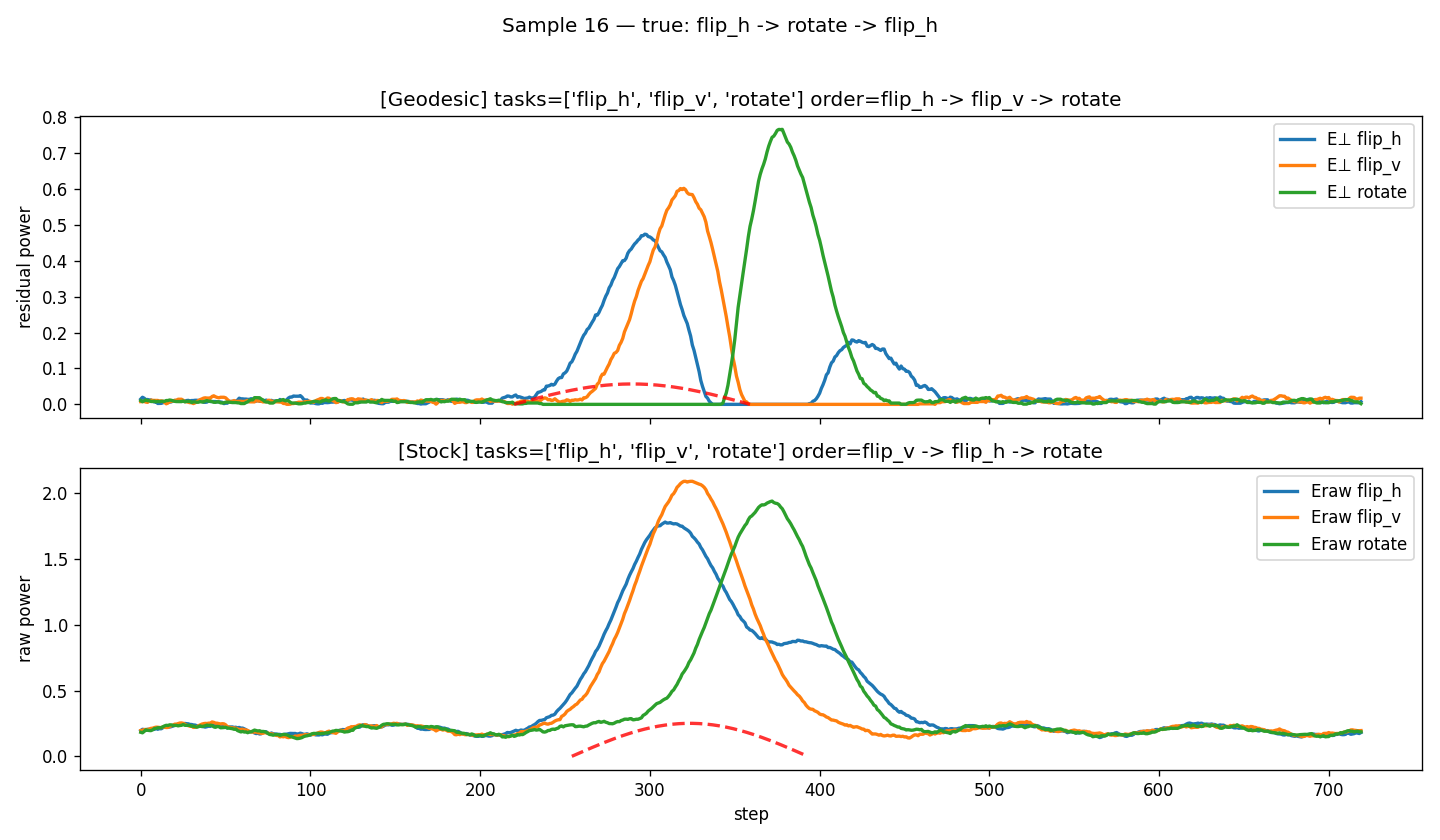 Sample 16 — true: flip_h -> rotate -> flip_h
[Geodesic] tasks=['flip_h', 'flip_v', 'rotate'] order=flip_h -> flip_v -> rotate
residual power
0.8
0.7
0.6
0.5
0.4
0.3
0.2
0.1
0.0
E⊥ flip_h
E⊥ flip_v
E⊥ rotate
[Stock] tasks=['flip_h', 'flip_v', 'rotate'] order=flip_v -> flip_h -> rotate
raw power
2.0
1.5
1.0
0.5
0.0
Eraw flip_h
Eraw flip_v
Eraw rotate
0 100 200 300 400 500 600 700
step